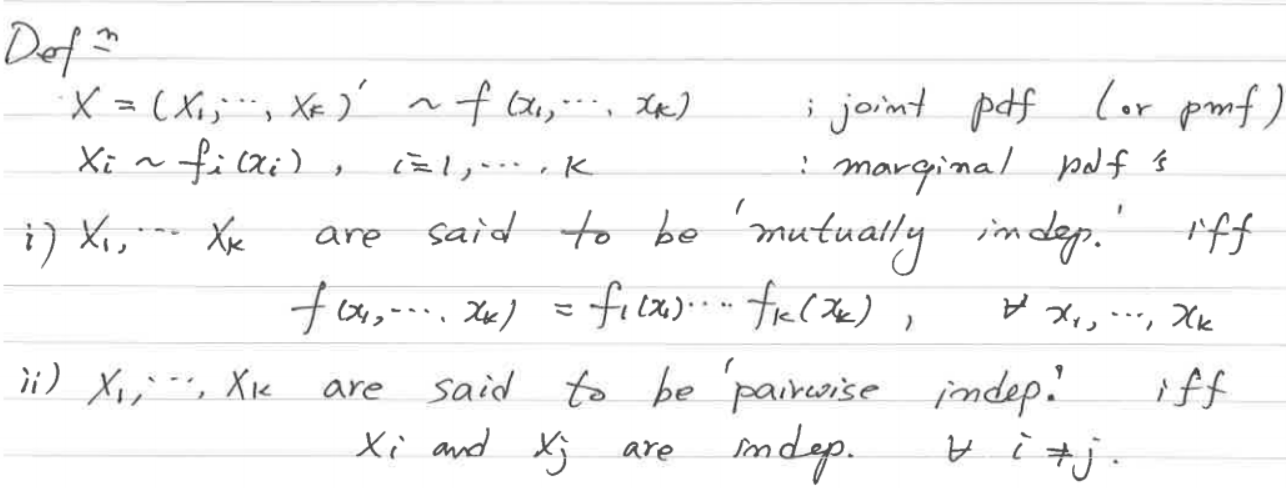 Defⁿ
X = (X₁, ⋯, Xₖ)′ ~ f(x₁, ⋯, xₖ) ; joint pdf (or pmf)
Xᵢ ~ fᵢ(xᵢ), i=1, ⋯, k : marginal pdf's
i) X₁, ⋯ Xₖ are said to be 'mutually indep.' iff
f(x₁, ⋯, xₖ) = f₁(x₁) ⋯ fₖ(xₖ), ∀ x₁, ⋯, xₖ
ii) X₁, ⋯, Xₖ are said to be 'pairwise indep.' iff
Xᵢ and Xⱼ are indep. ∀ i ≠ j.